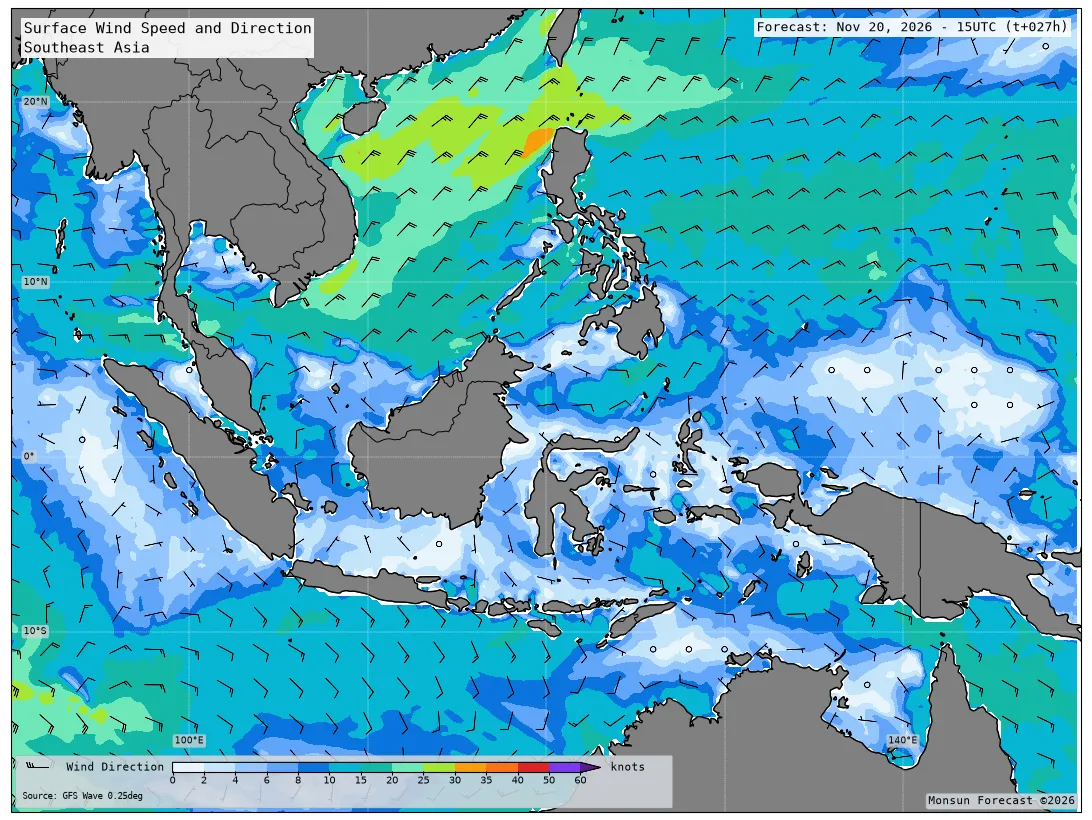 Surface Wind Speed and Direction
Southeast Asia
Forecast: Nov 20, 2026 - 15UTC (t+027h)
20°N
10°N
0°
10°S
100°E
140°E
Wind Direction
0 2 4 6 8 10 15 20 25 30 35 40 50 60
knots
Source: GFS Wave 0.25deg
Monsun Forecast ©2026